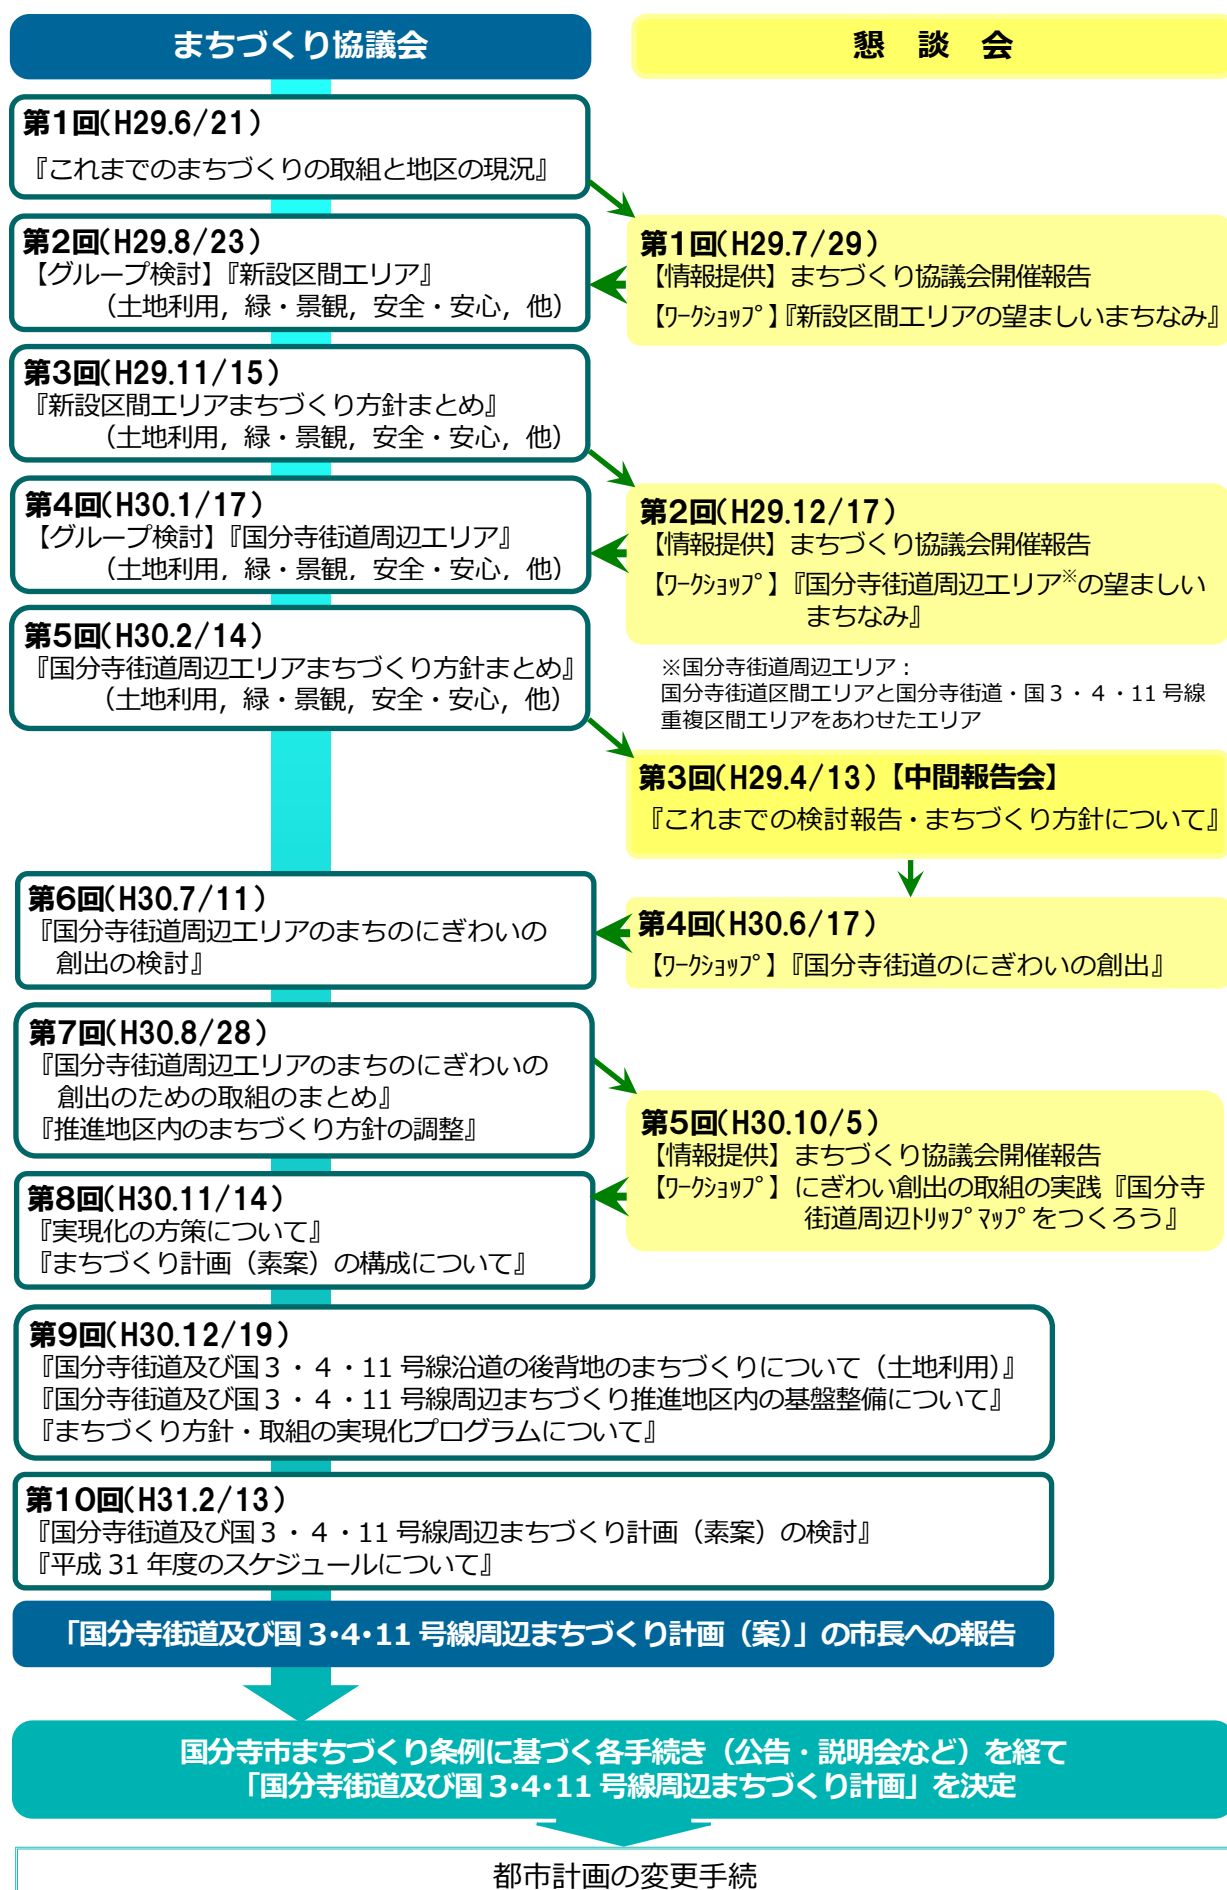 まちづくり協議会
懇 談 会
第1回(H29.6/21)
『これまでのまちづくりの取組と地区の現況』
第2回(H29.8/23)
【グループ検討】『新設区間エリア』
（土地利用，緑・景観，安全・安心，他）
第1回(H29.7/29)
【情報提供】まちづくり協議会開催報告
【ﾜｰｸｼｮｯﾌﾟ】『新設区間エリアの望ましいまちなみ』
第3回(H29.11/15)
『新設区間エリアまちづくり方針まとめ』
（土地利用，緑・景観，安全・安心，他）
第4回(H30.1/17)
【グループ検討】『国分寺街道周辺エリア』
（土地利用，緑・景観，安全・安心，他）
第2回(H29.12/17)
【情報提供】まちづくり協議会開催報告
【ﾜｰｸｼｮｯﾌﾟ】『国分寺街道周辺エリア※の望ましい
まちなみ』
第5回(H30.2/14)
『国分寺街道周辺エリアまちづくり方針まとめ』
（土地利用，緑・景観，安全・安心，他）
※国分寺街道周辺エリア：
国分寺街道区間エリアと国分寺街道・国３・４・11 号線
重複区間エリアをあわせたエリア
第3回(H29.4/13)【中間報告会】
『これまでの検討報告・まちづくり方針について』
第6回(H30.7/11)
『国分寺街道周辺エリアのまちのにぎわいの
創出の検討』
第4回(H30.6/17)
【ﾜｰｸｼｮｯﾌﾟ】『国分寺街道のにぎわいの創出』
第7回(H30.8/28)
『国分寺街道周辺エリアのまちのにぎわいの
創出のための取組のまとめ』
『推進地区内のまちづくり方針の調整』
第5回(H30.10/5)
【情報提供】まちづくり協議会開催報告
【ﾜｰｸｼｮｯﾌﾟ】にぎわい創出の取組の実践『国分寺
街道周辺ﾄﾘｯﾌﾟﾏｯﾌﾟをつくろう』
第8回(H30.11/14)
『実現化の方策について』
『まちづくり計画（素案）の構成について』
第9回(H30.12/19)
『国分寺街道及び国３・４・11 号線沿道の後背地のまちづくりについて（土地利用）』
『国分寺街道及び国３・４・11 号線周辺まちづくり推進地区内の基盤整備について』
『まちづくり方針・取組の実現化プログラムについて』
第10回(H31.2/13)
『国分寺街道及び国３・４・11 号線周辺まちづくり計画（素案）の検討』
『平成 31 年度のスケジュールについて』
「国分寺街道及び国 3･4･11 号線周辺まちづくり計画（案）」の市長への報告
国分寺市まちづくり条例に基づく各手続き（公告・説明会など）を経て
「国分寺街道及び国 3･4･11 号線周辺まちづくり計画」を決定
都市計画の変更手続